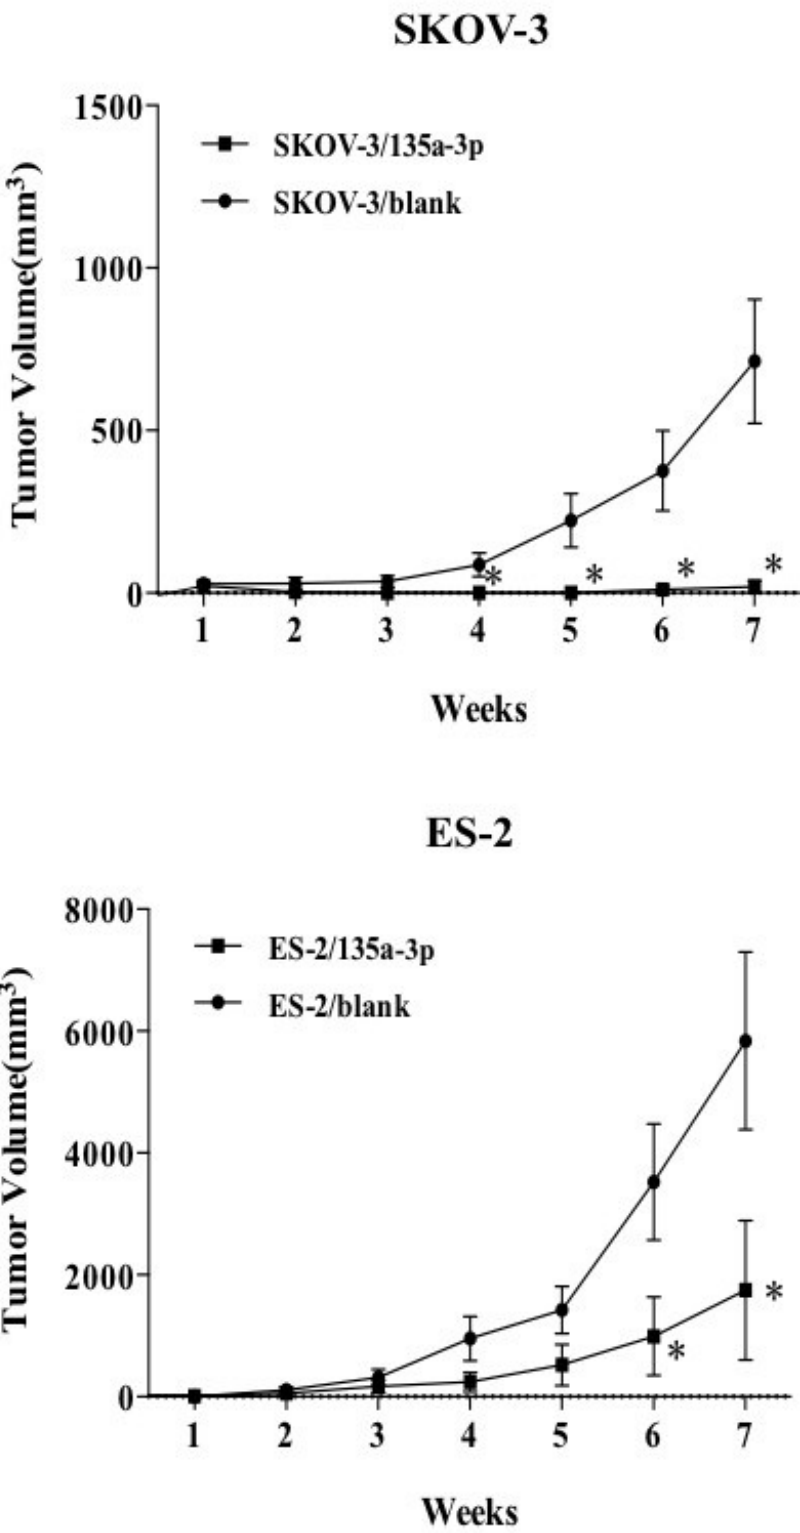 SKOV-3
1500
SKOV-3/135a-3p
SKOV-3/blank
1000
Tumor Volume(mm³)
500
*
*
*
*
0
1 2 3 4 5 6 7
Weeks
ES-2
8000
ES-2/135a-3p
ES-2/blank
6000
Tumor Volume(mm³)
4000
2000
*
*
0
1 2 3 4 5 6 7
Weeks